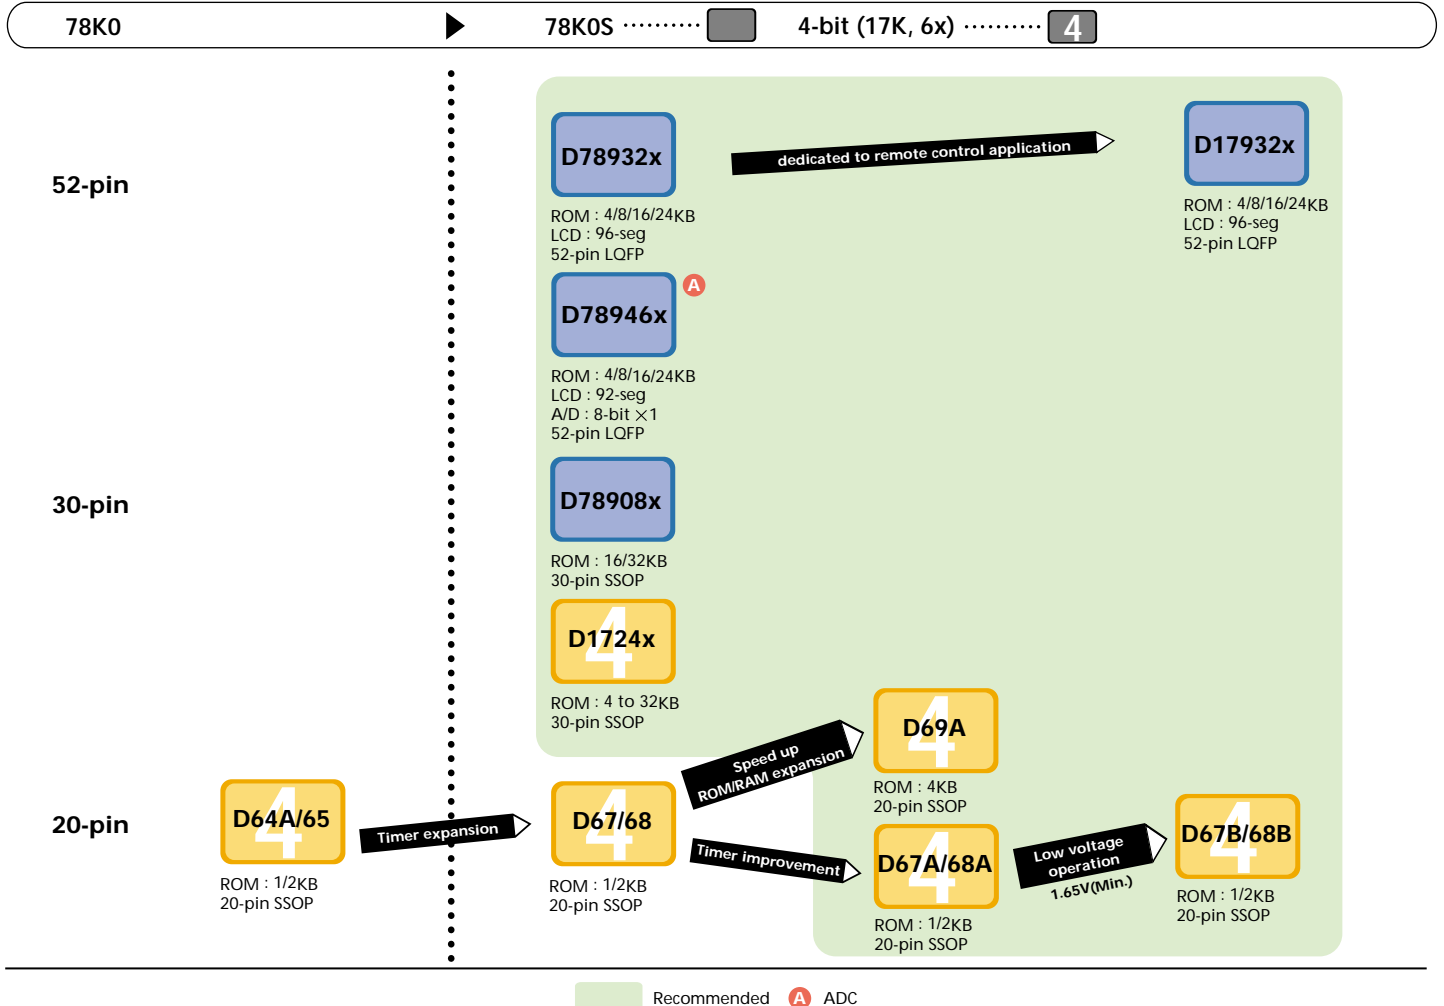 78K0
78K0S
4-bit (17K, 6x)
4
52-pin
D78932x
ROM : 4/8/16/24KB
LCD : 96-seg
52-pin LQFP
dedicated to remote control application
D17932x
ROM : 4/8/16/24KB
LCD : 96-seg
52-pin LQFP
D78946x
A
ROM : 4/8/16/24KB
LCD : 92-seg
A/D : 8-bit ×1
52-pin LQFP
30-pin
D78908x
ROM : 16/32KB
30-pin SSOP
4
D1724x
ROM : 4 to 32KB
30-pin SSOP
20-pin
4
D64A/65
ROM : 1/2KB
20-pin SSOP
Timer expansion
4
D67/68
ROM : 1/2KB
20-pin SSOP
Speed up
ROM/RAM expansion
4
D69A
ROM : 4KB
20-pin SSOP
Timer improvement
4
D67A/68A
ROM : 1/2KB
20-pin SSOP
Low voltage
operation
1.65V(Min.)
4
D67B/68B
ROM : 1/2KB
20-pin SSOP
Recommended
A ADC